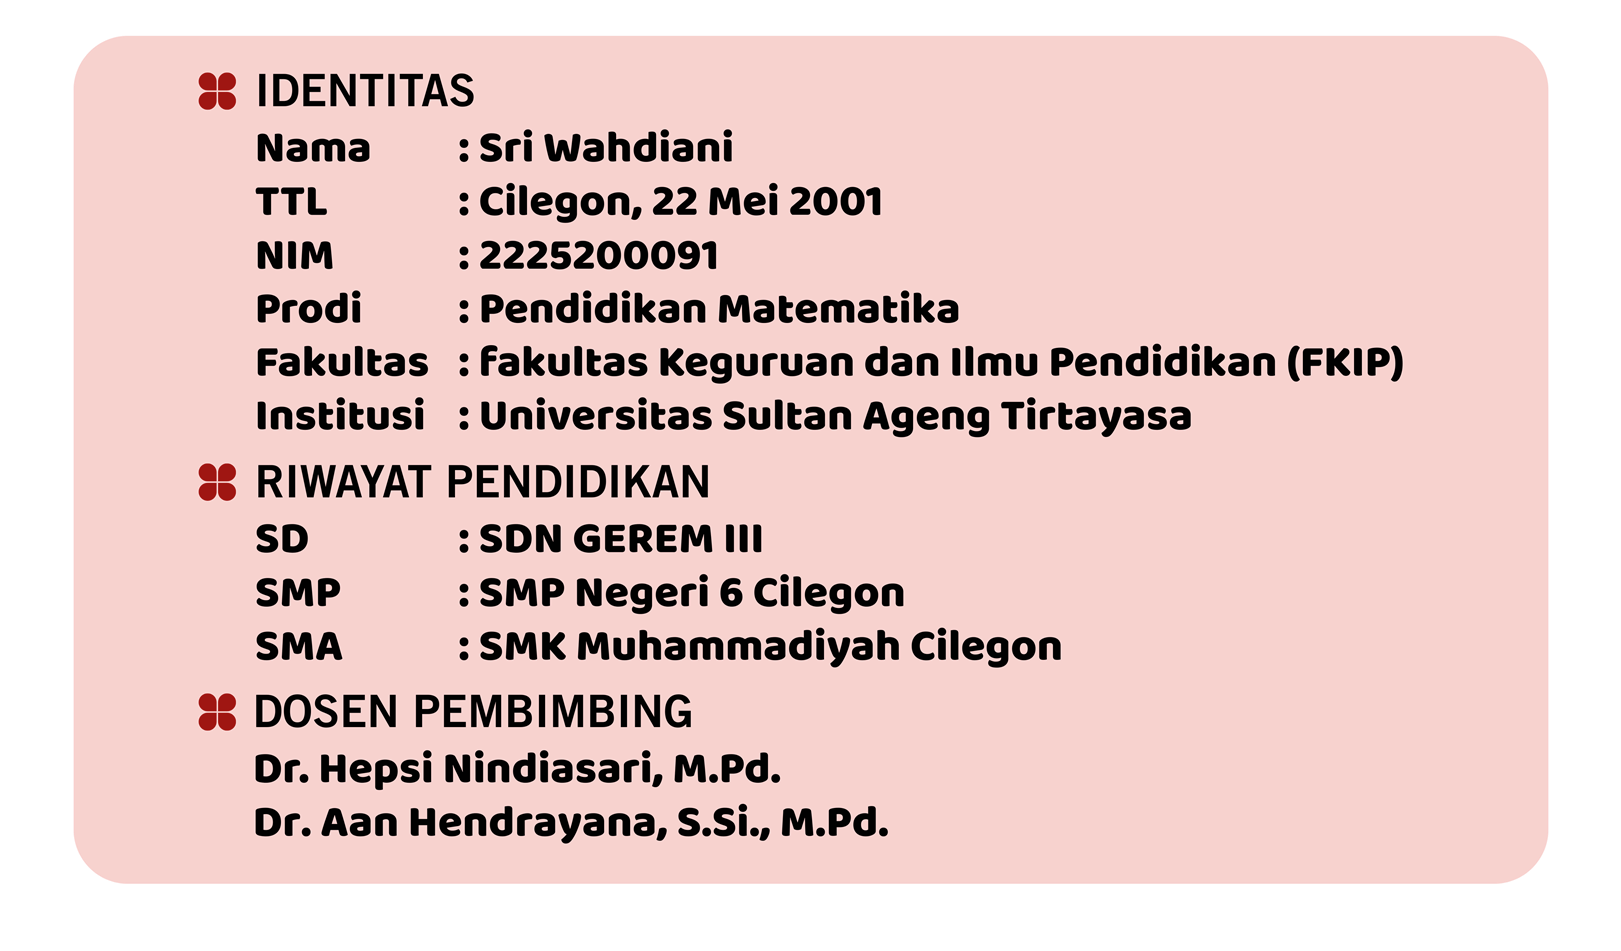 IDENTITAS
Nama : Sri Wahdiani
TTL : Cilegon, 22 Mei 2001
NIM : 2225200091
Prodi : Pendidikan Matematika
Fakultas : fakultas Keguruan dan Ilmu Pendidikan (FKIP)
Institusi : Universitas Sultan Ageng Tirtayasa
RIWAYAT PENDIDIKAN
SD : SDN GEREM III
SMP : SMP Negeri 6 Cilegon
SMA : SMK Muhammadiyah Cilegon
DOSEN PEMBIMBING
Dr. Hepsi Nindiasari, M.Pd.
Dr. Aan Hendrayana, S.Si., M.Pd.